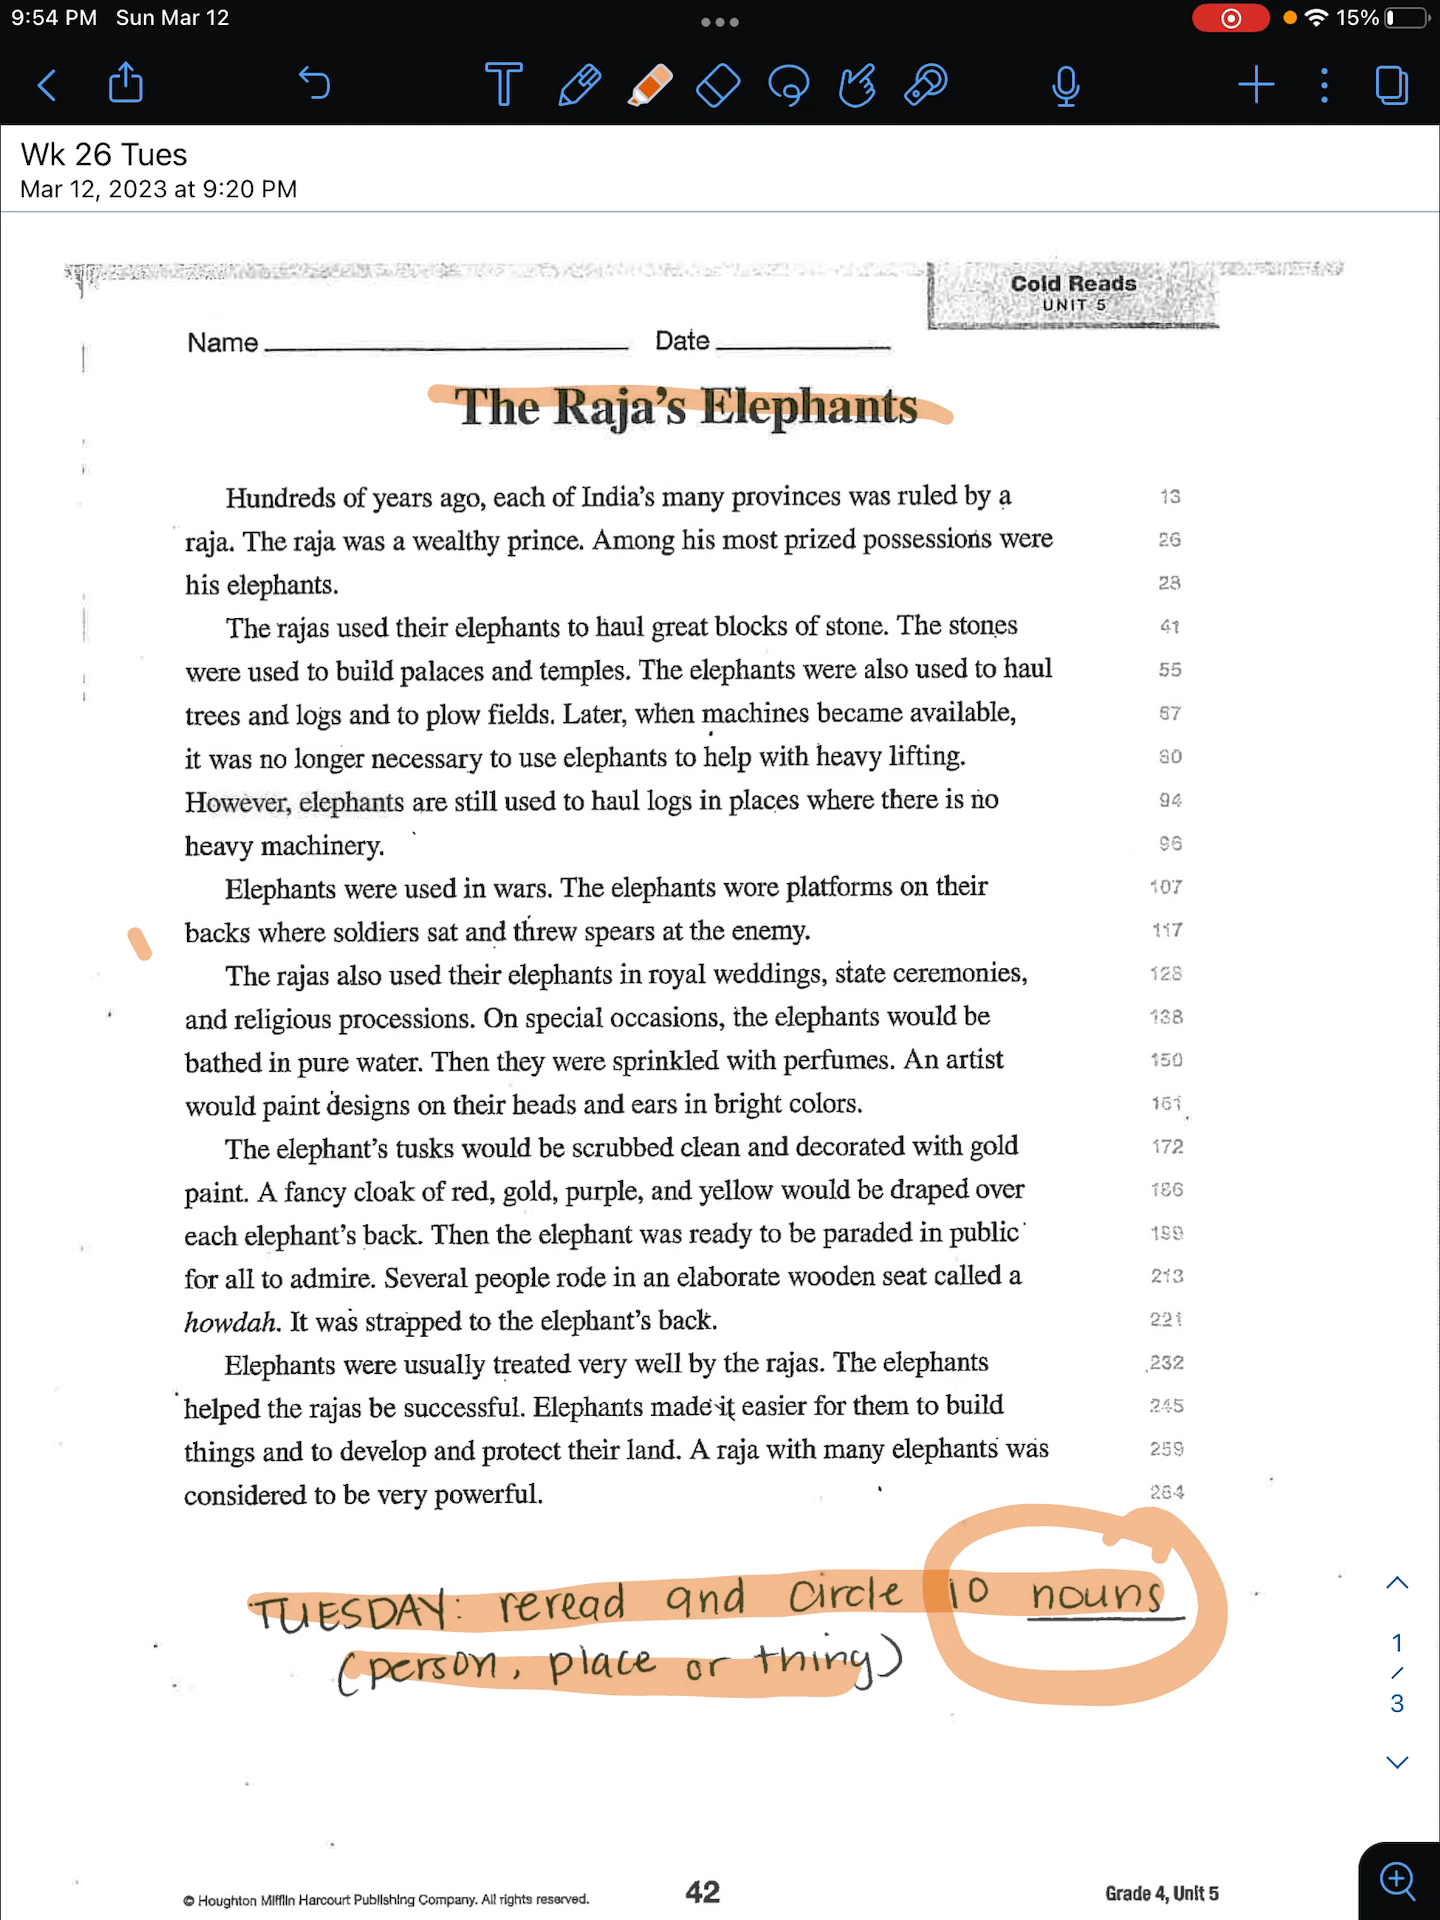 9:54 PM Sun Mar 12
15%
Wk 26 Tues
Mar 12, 2023 at 9:20 PM
Cold Reads
UNIT 5
Name Date
The Raja's Elephants
Hundreds of years ago, each of India's many provinces was ruled by a 13
raja. The raja was a wealthy prince. Among his most prized possessions were 26
his elephants. 28
The rajas used their elephants to haul great blocks of stone. The stones 41
were used to build palaces and temples. The elephants were also used to haul 55
trees and logs and to plow fields. Later, when machines became available, 67
it was no longer necessary to use elephants to help with heavy lifting. 80
However, elephants are still used to haul logs in places where there is no 94
heavy machinery. 96
Elephants were used in wars. The elephants wore platforms on their 107
backs where soldiers sat and threw spears at the enemy. 117
The rajas also used their elephants in royal weddings, state ceremonies, 128
and religious processions. On special occasions, the elephants would be 138
bathed in pure water. Then they were sprinkled with perfumes. An artist 150
would paint designs on their heads and ears in bright colors. 161
The elephant's tusks would be scrubbed clean and decorated with gold 172
paint. A fancy cloak of red, gold, purple, and yellow would be draped over 186
each elephant's back. Then the elephant was ready to be paraded in public 199
for all to admire. Several people rode in an elaborate wooden seat called a 213
howdah. It was strapped to the elephant's back. 221
Elephants were usually treated very well by the rajas. The elephants 232
helped the rajas be successful. Elephants made it easier for them to build 245
things and to develop and protect their land. A raja with many elephants was 259
considered to be very powerful. 264
TUESDAY: reread and circle 10 nouns
(person, place or thing)
1
/
3
© Houghton Mifflin Harcourt Publishing Company. All rights reserved. 42 Grade 4, Unit 5